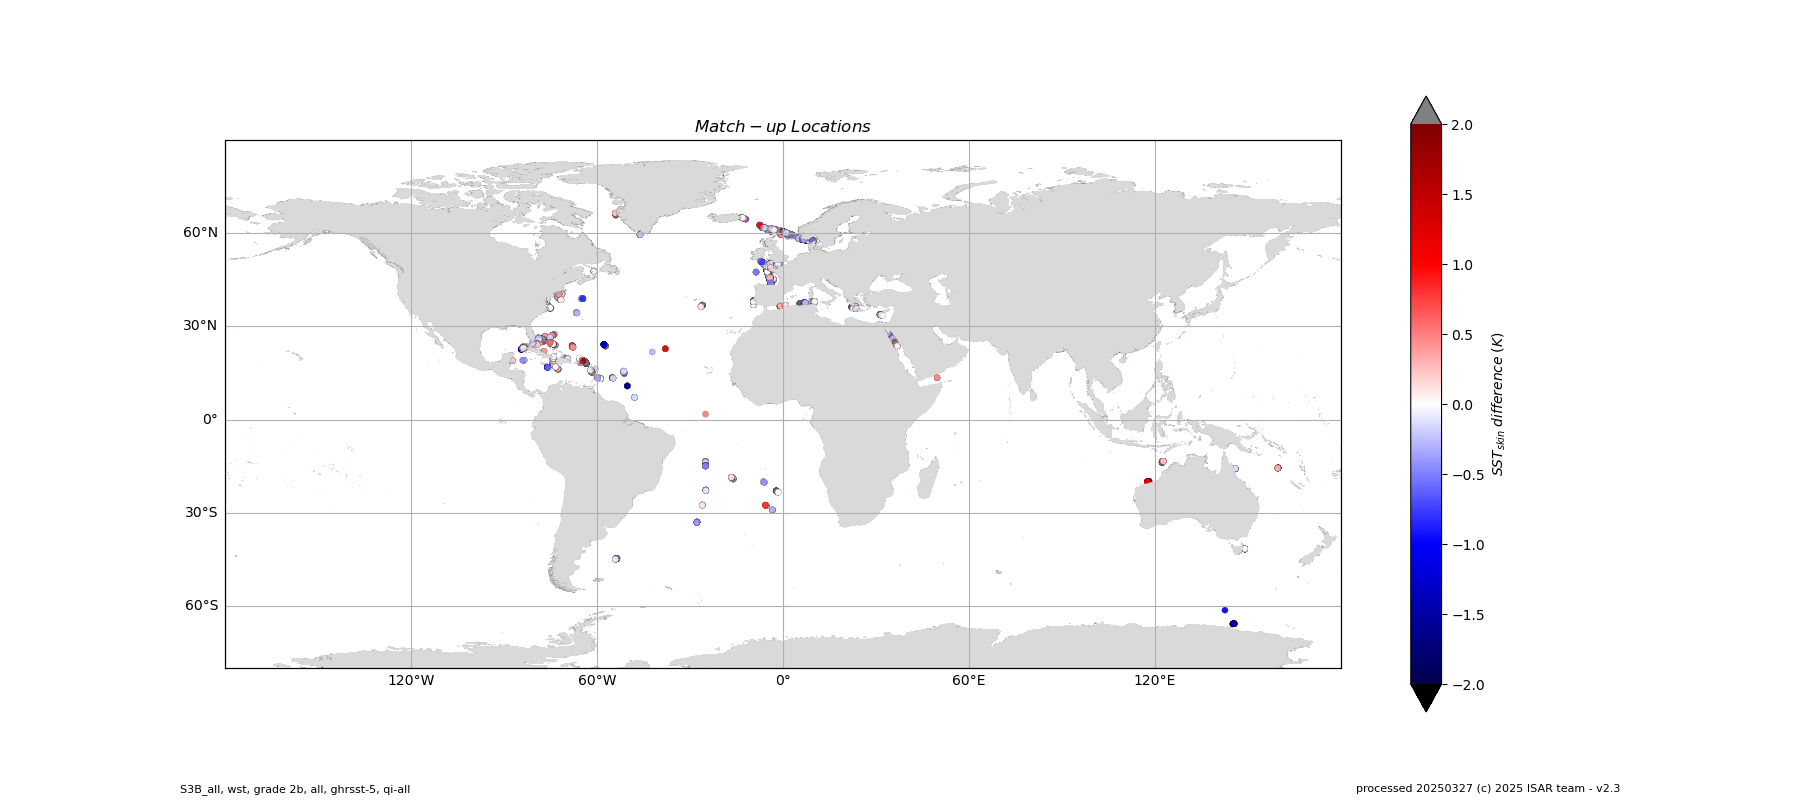 Match – up Locations
60°N
30°N
0°
30°S
60°S
120°W
60°W
0°
60°E
120°E
2.0
1.5
1.0
0.5
0.0
−0.5
−1.0
−1.5
−2.0
SSTskin difference (K)
S3B_all, wst, grade 2b, all, ghrsst-5, qi-all
processed 20250327 (c) 2025 ISAR team - v2.3